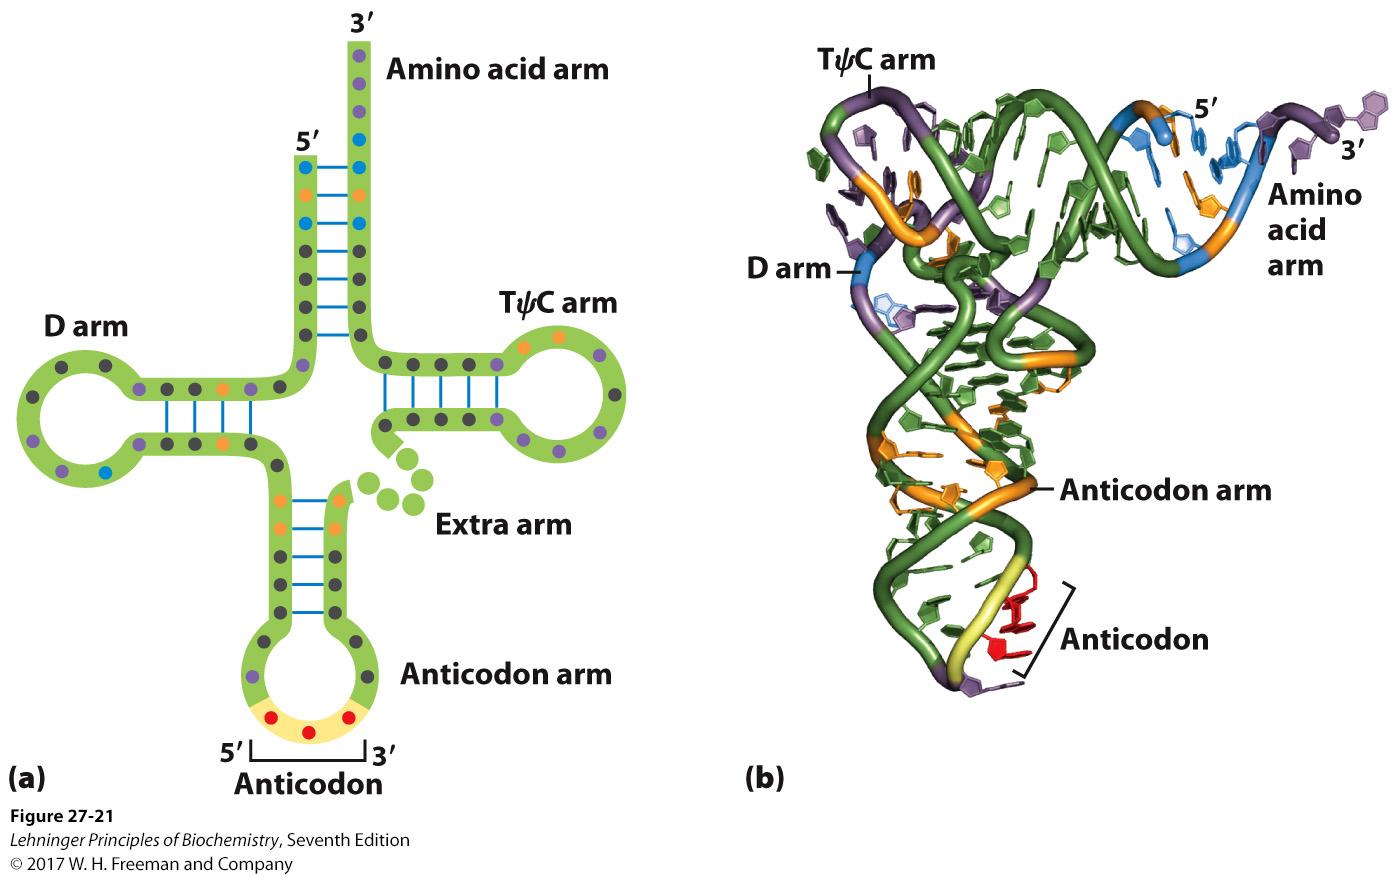 3′
Amino acid arm
5′
D arm
TψC arm
Extra arm
Anticodon arm
5′
3′
Anticodon
(a)
TψC arm
5′
3′
Amino
acid
arm
D arm
Anticodon arm
Anticodon
(b)
Figure 27-21
Lehninger Principles of Biochemistry, Seventh Edition
© 2017 W. H. Freeman and Company